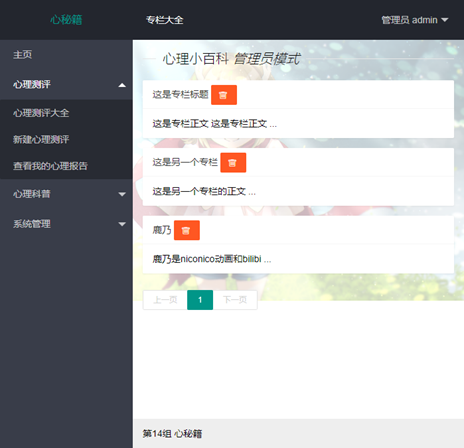 心秘籍
专栏大全
管理员 admin
主页
心理测评
心理测评大全
新建心理测评
查看我的心理报告
心理科普
系统管理
心理小百科 管理员模式
这是专栏标题
这是专栏正文 这是专栏正文 ...
这是另一个专栏
这是另一个专栏的正文 ...
鹿乃
鹿乃是niconico动画和bilibi ...
上一页 1 下一页
第14组 心秘籍